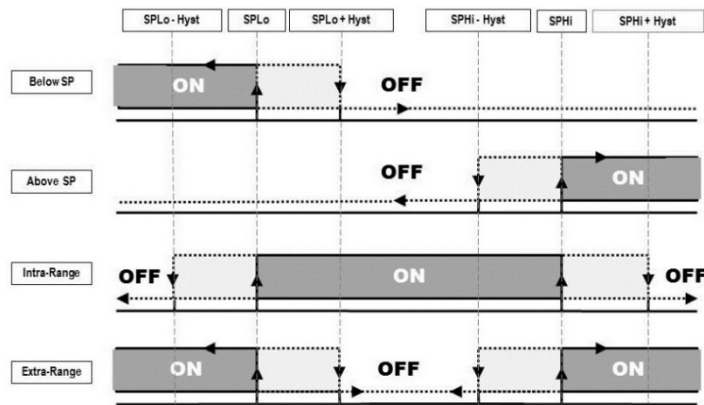 SPLo - Hyst SPLo SPLo + Hyst SPHi - Hyst SPHi SPHi + Hyst
Below SP ON OFF
Above SP OFF ON
Intra-Range OFF ON OFF
Extra-Range ON OFF ON